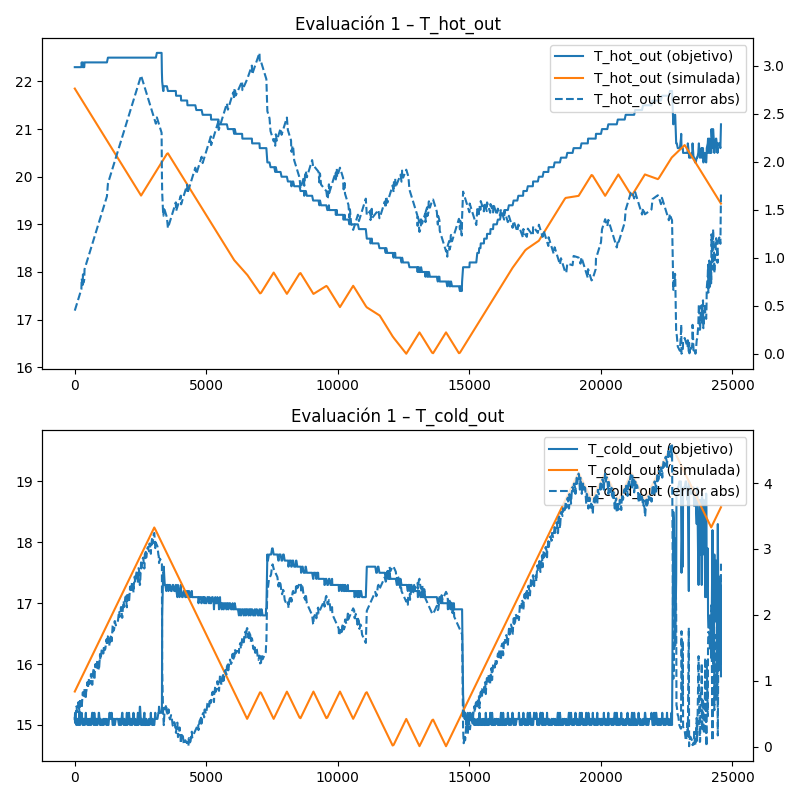 Evaluación 1 – T_hot_out
T_hot_out (objetivo)
T_hot_out (simulada)
T_hot_out (error abs)
22
21
20
19
18
17
16
3.0
2.5
2.0
1.5
1.0
0.5
0.0
0 5000 10000 15000 20000 25000
Evaluación 1 – T_cold_out
T_cold_out (objetivo)
T_cold_out (simulada)
T_cold_out (error abs)
19
18
17
16
15
4
3
2
1
0
0 5000 10000 15000 20000 25000